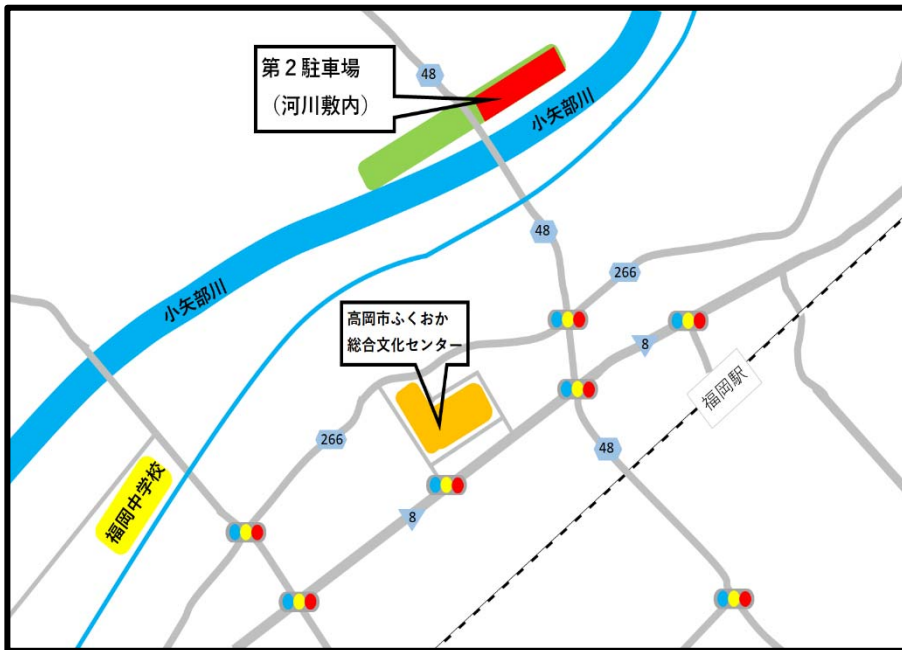 第２駐車場
（河川敷内）
48
小矢部川
48
266
小矢部川
高岡市ふくおか
総合文化センター
8
福岡駅
266
48
福岡中学校
8